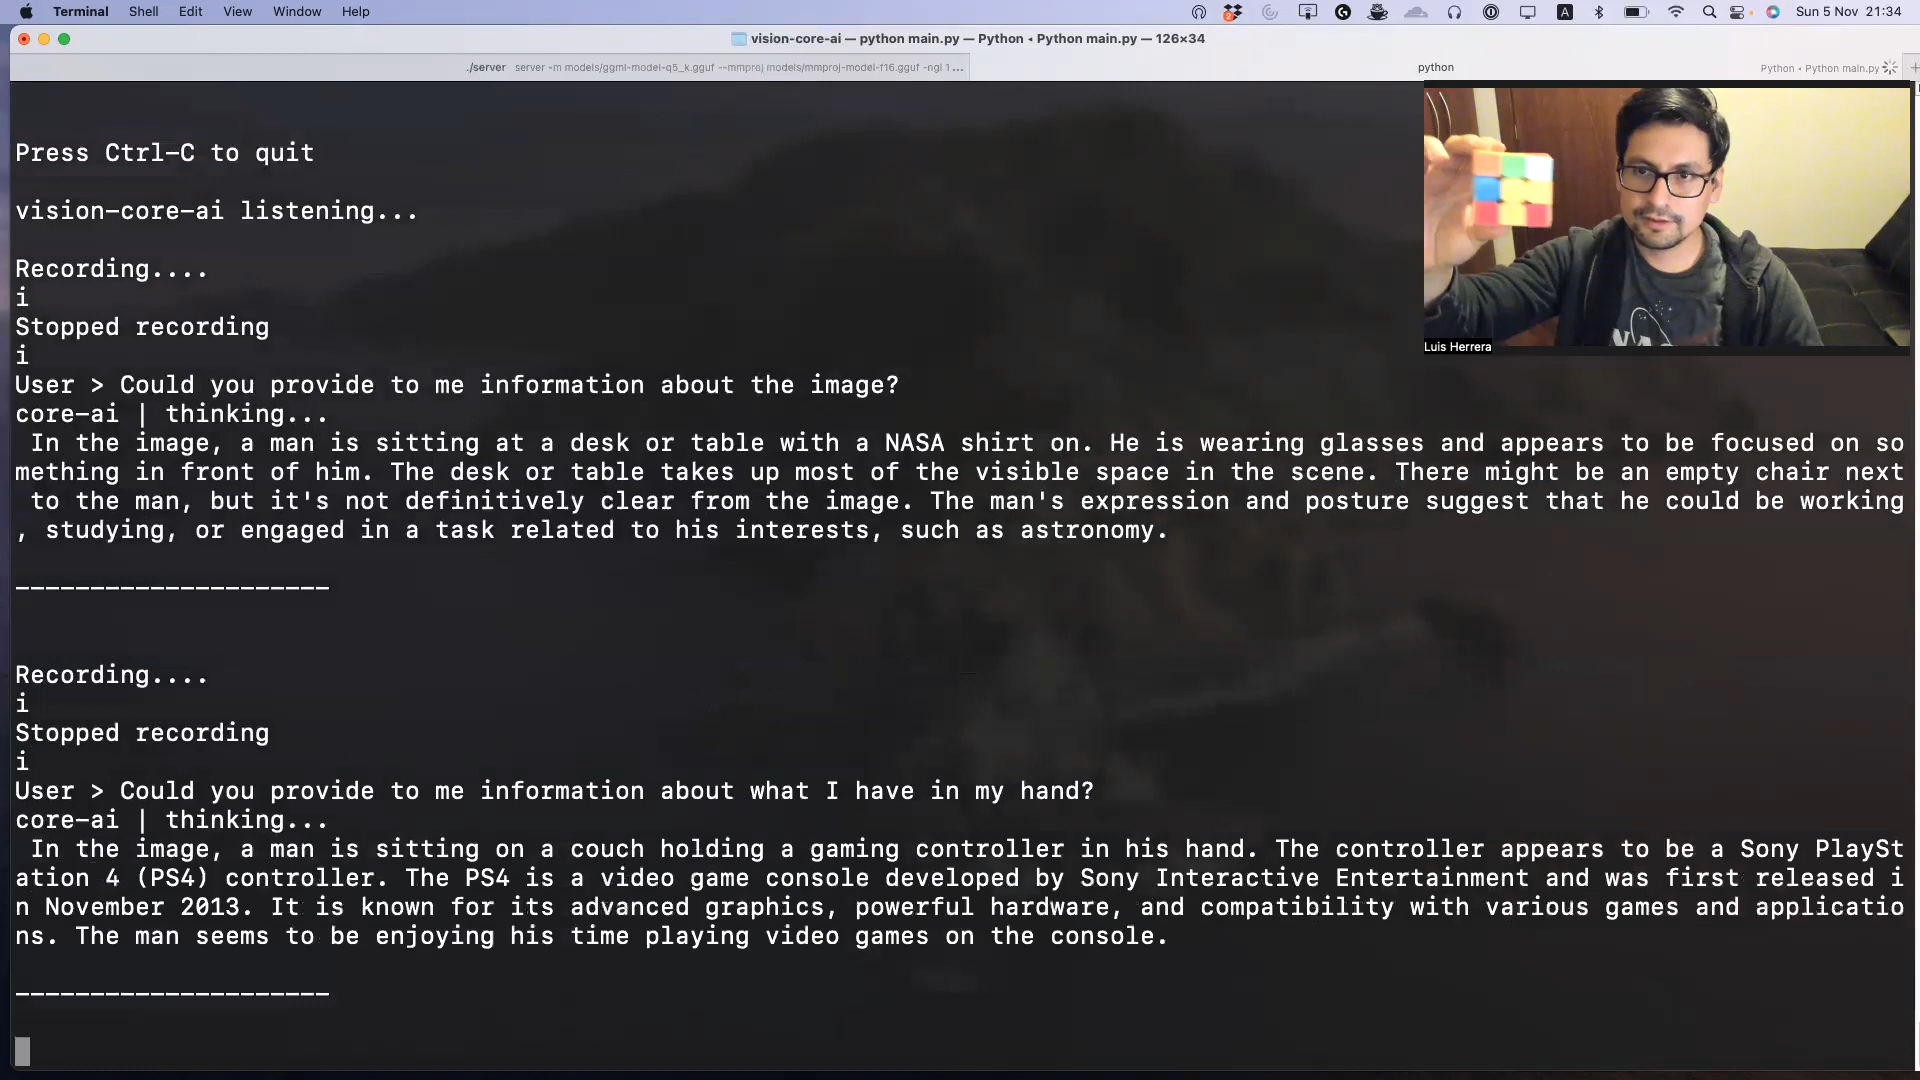 Terminal Shell Edit View Window Help Sun 5 Nov 21:34
vision-core-ai — python main.py — Python ◂ Python main.py — 126×34
./server server -m models/ggml-model-q5_k.gguf --mmproj models/mmproj-model-f16.gguf -ngl 1 ... python Python ◂ Python main.py
Press Ctrl-C to quit
vision-core-ai listening...
Recording....
i
Stopped recording
i
User > Could you provide to me information about the image?
core-ai | thinking...
In the image, a man is sitting at a desk or table with a NASA shirt on. He is wearing glasses and appears to be focused on so
mething in front of him. The desk or table takes up most of the visible space in the scene. There might be an empty chair next
to the man, but it's not definitively clear from the image. The man's expression and posture suggest that he could be working
, studying, or engaged in a task related to his interests, such as astronomy.
---------------------
Recording....
i
Stopped recording
i
User > Could you provide to me information about what I have in my hand?
core-ai | thinking...
In the image, a man is sitting on a couch holding a gaming controller in his hand. The controller appears to be a Sony PlaySt
ation 4 (PS4) controller. The PS4 is a video game console developed by Sony Interactive Entertainment and was first released i
n November 2013. It is known for its advanced graphics, powerful hardware, and compatibility with various games and applicatio
ns. The man seems to be enjoying his time playing video games on the console.
---------------------
Luis Herrera